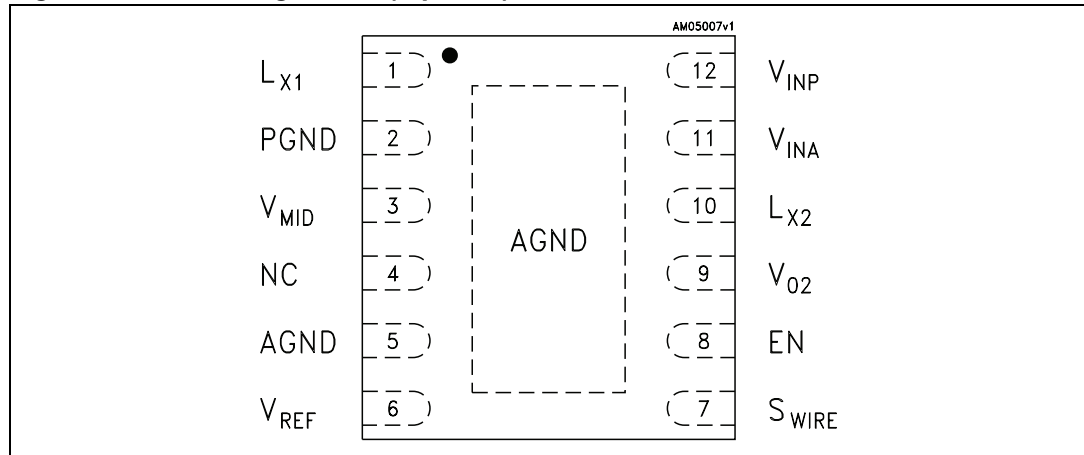 AM05007v1
LX1 1 12 VINP
PGND 2 11 VINA
VMID 3 10 LX2
AGND
NC 4 9 VO2
AGND 5 8 EN
VREF 6 7 SWIRE